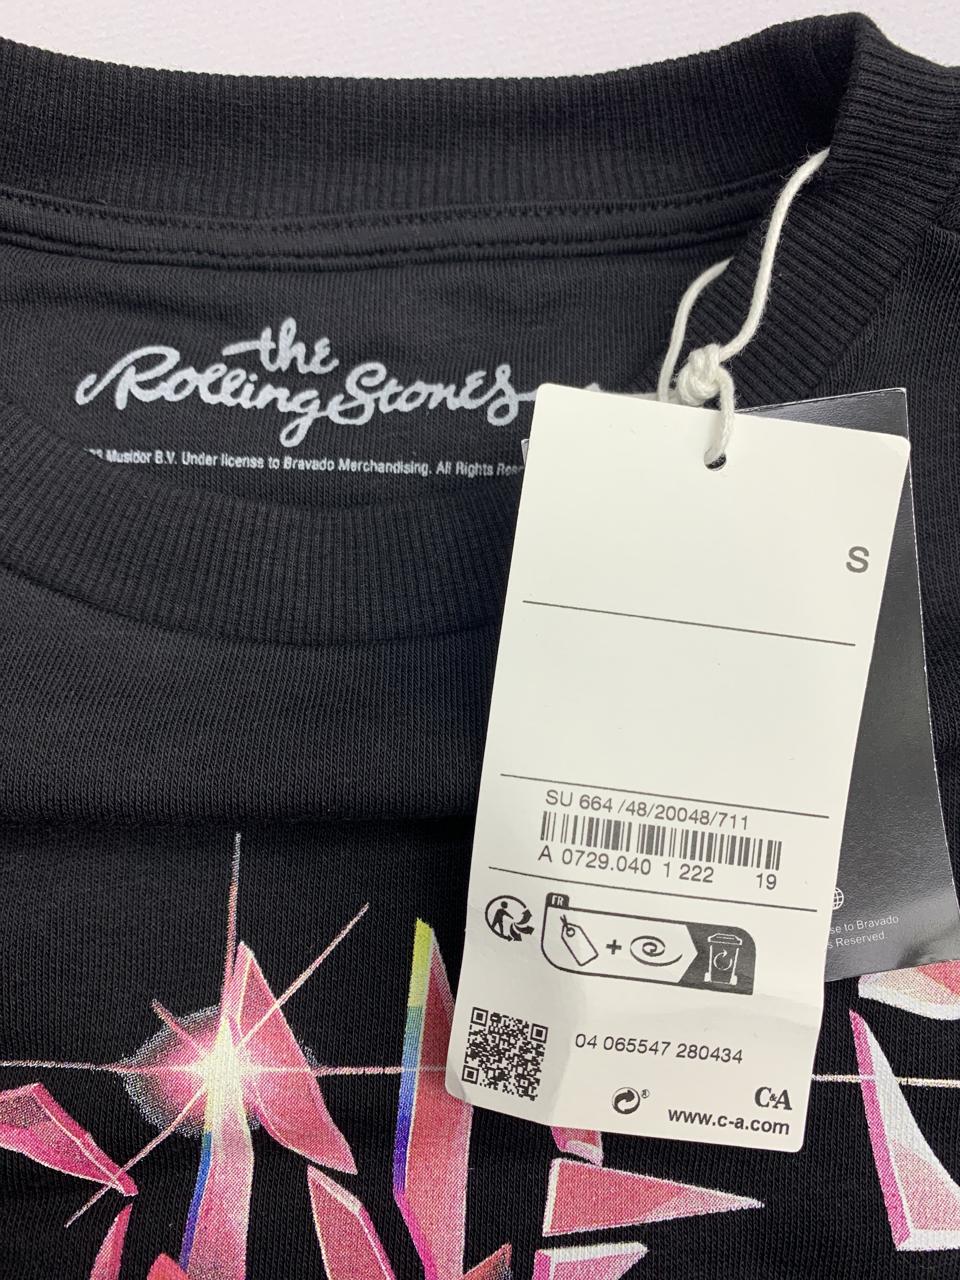 the
Rolling Stones
Musidor B.V. Under license to Bravado Merchandising. All Rights
S
SU 664 /48/20048/711
A 0729.040 1 222 19
FR
+
04 065547 280434
C&A
www.c-a.com
se to Bravado
s Reserved.